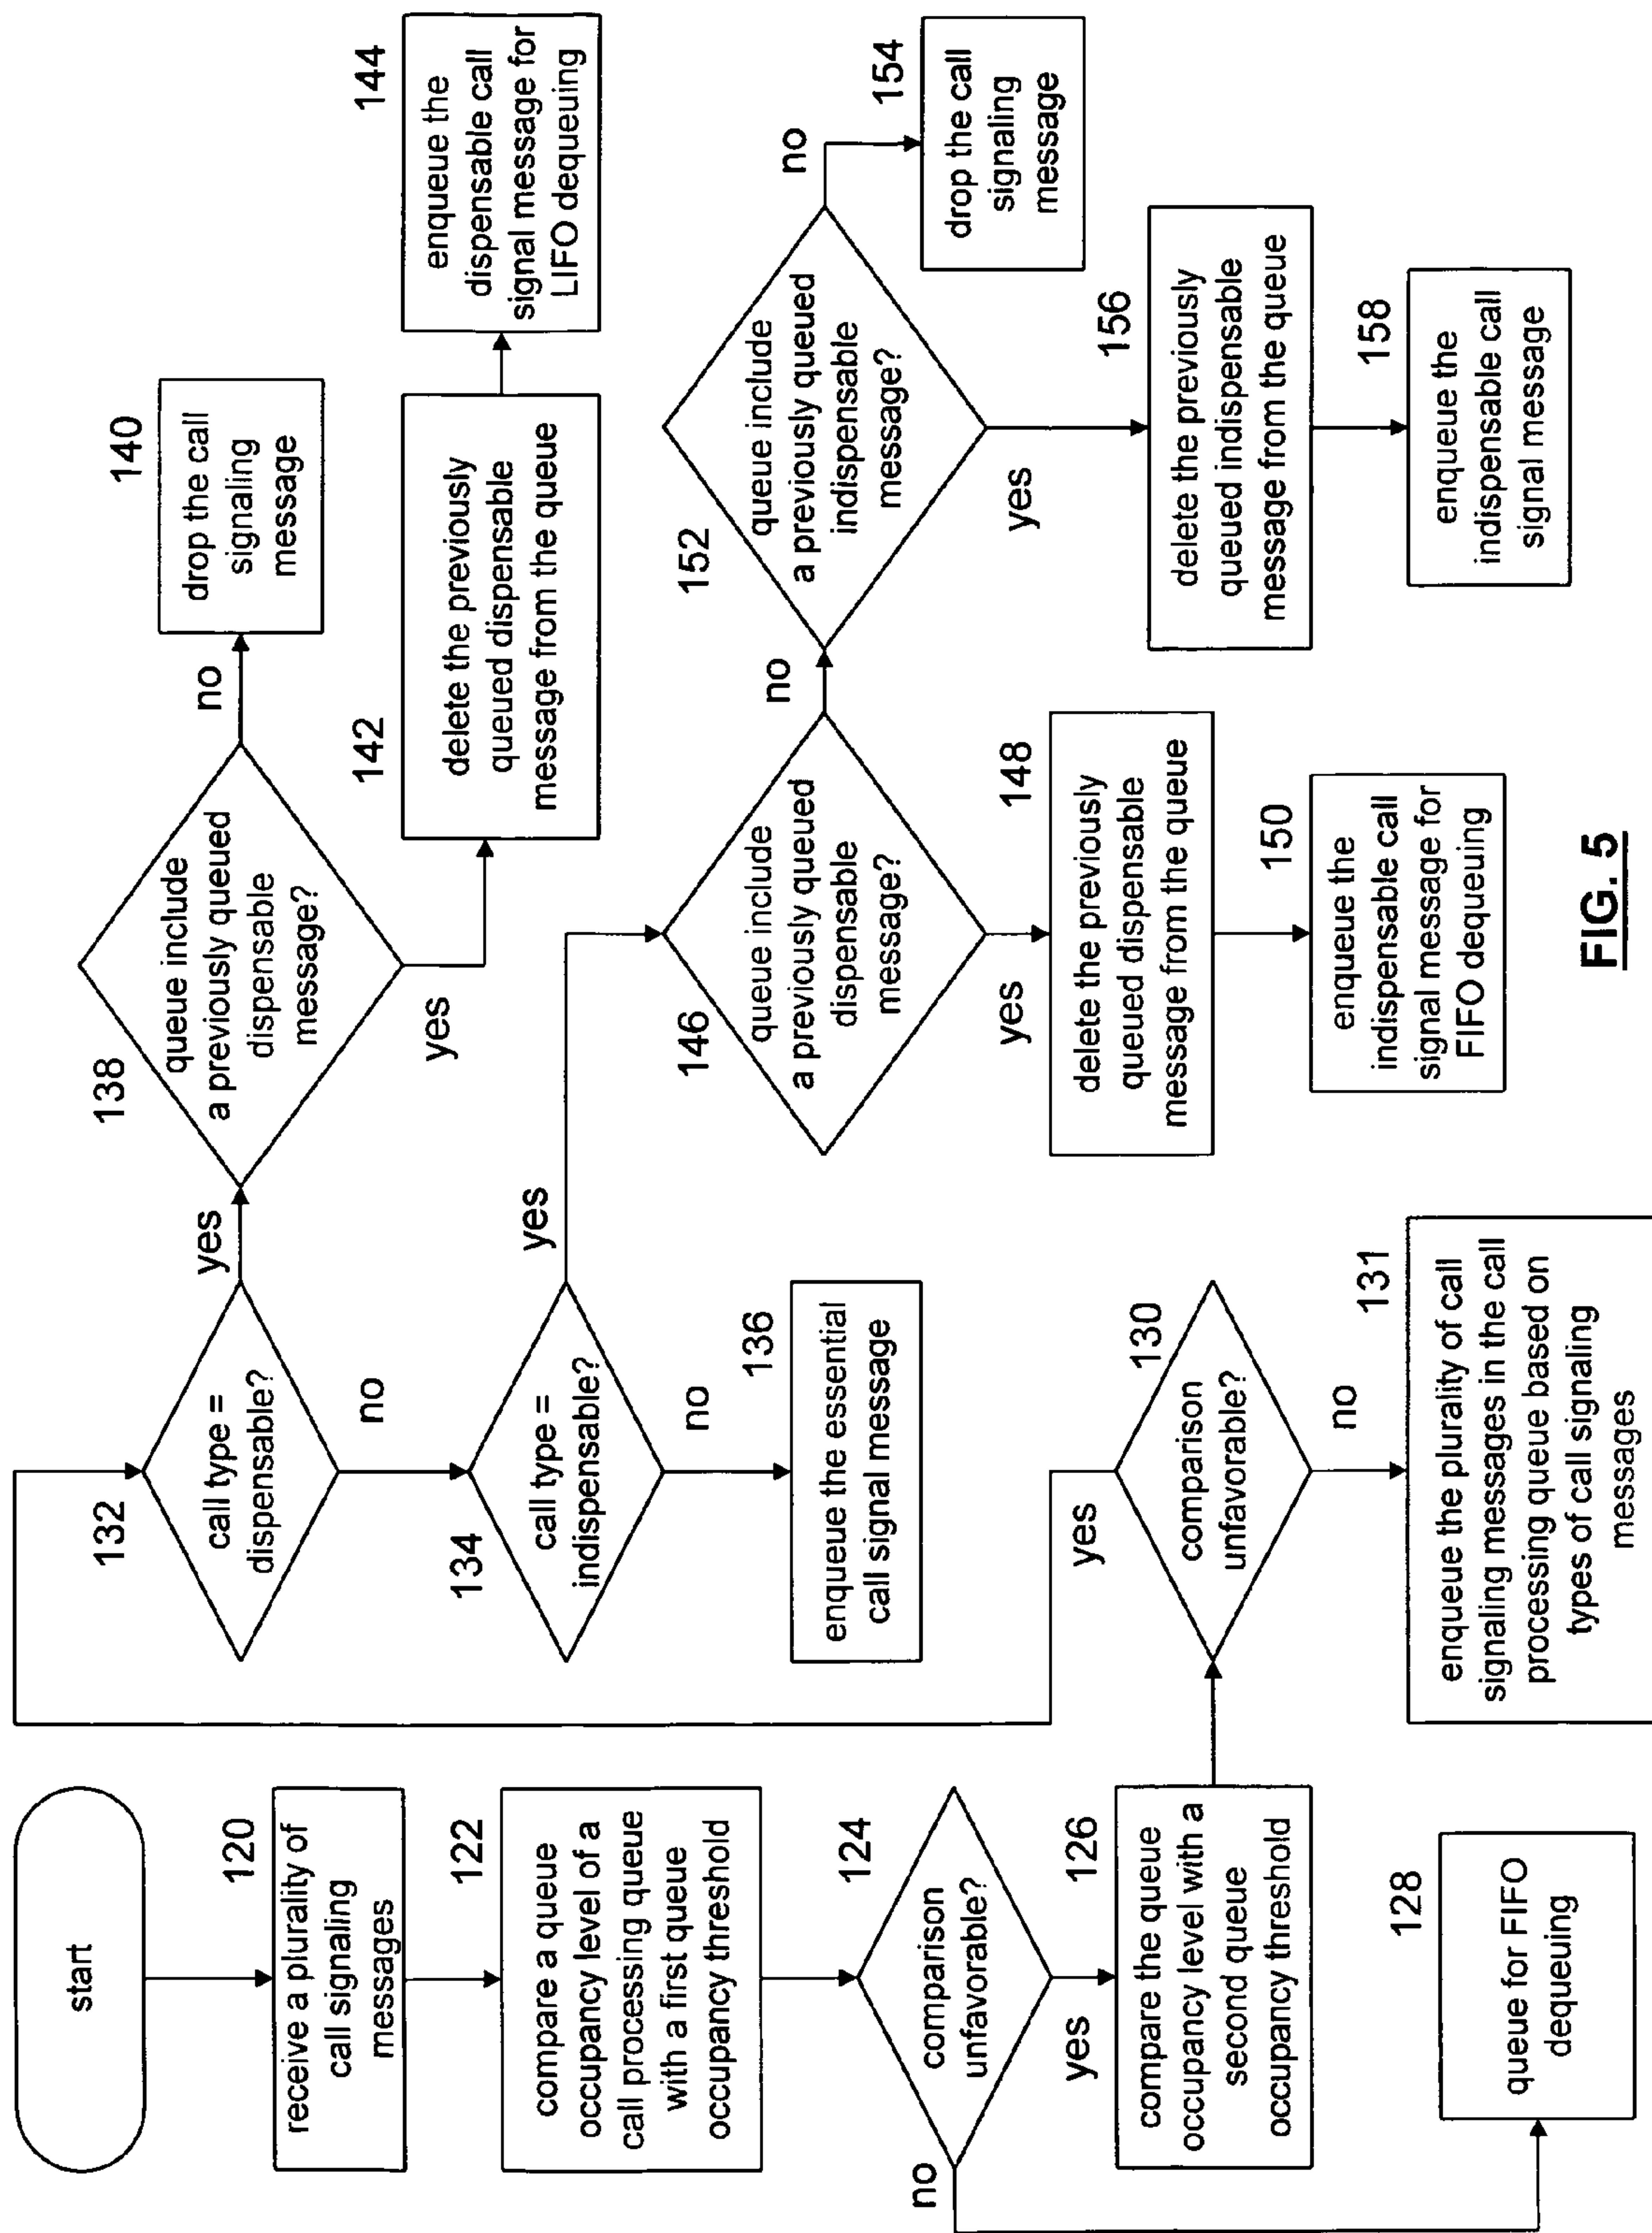 start
120
receive a plurality of
call signaling
messages
122
compare a queue
occupancy level of a
call processing queue
with a first queue
occupancy threshold
124
comparison
unfavorable?
no
yes
126
compare the queue
occupancy level with a
second queue
occupancy threshold
128
queue for FIFO
dequeuing
130
comparison
unfavorable?
yes
no
131
enqueue the plurality of call
signaling messages in the call
processing queue based on
types of call signaling
messages
132
call type =
dispensable?
yes
no
134
call type =
indispensable?
yes
no
136
enqueue the essential
call signal message
138
queue include
a previously queued
dispensable
message?
no
yes
140
drop the call
signaling
message
142
delete the previously
queued dispensable
message from the queue
144
enqueue the
dispensable call
signal message for
LIFO dequeuing
146
queue include
a previously queued
dispensable
message?
no
yes
148
delete the previously
queued dispensable
message from the queue
150
enqueue the
indispensable call
signal message for
FIFO dequeuing
152
queue include
a previously queued
indispensable
message?
no
yes
154
drop the call
signaling
message
156
delete the previously
queued indispensable
message from the queue
158
enqueue the
indispensable call
signal message
FIG. 5